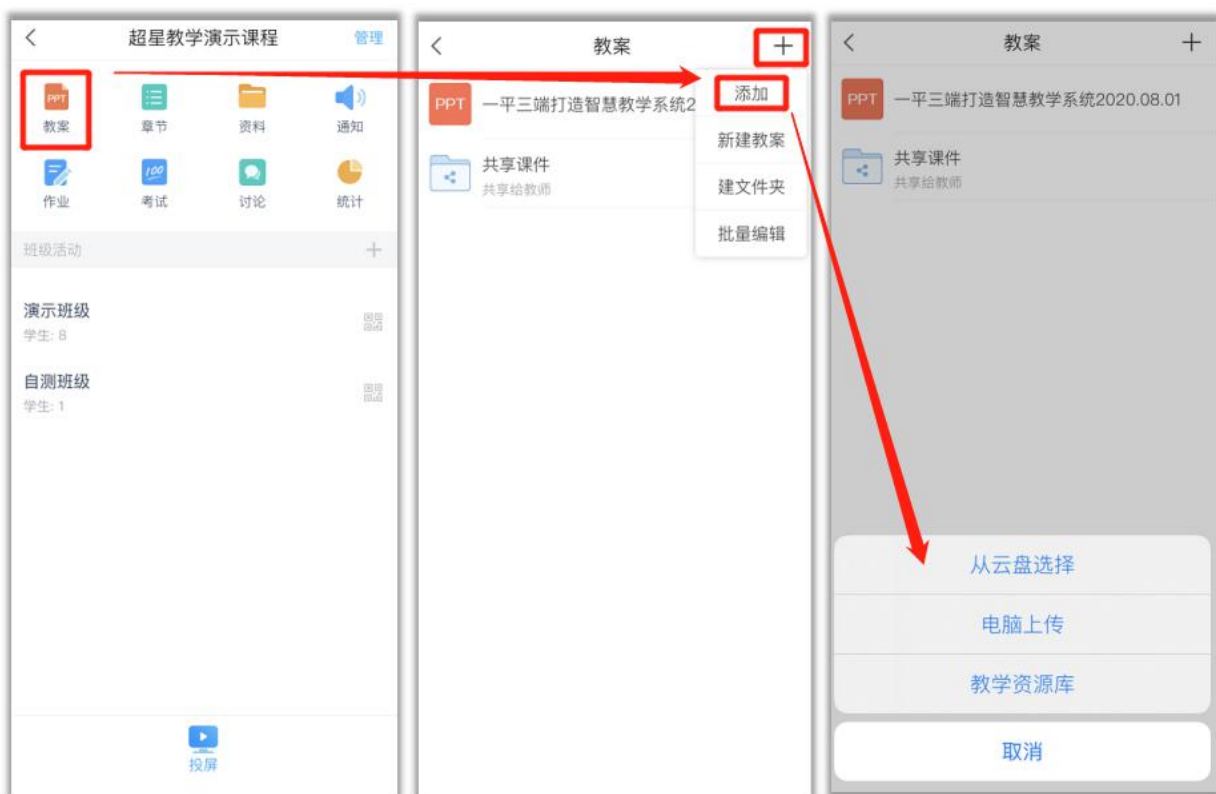 超星教学演示课程
管理
PPT
教案
章节
资料
通知
作业
100
考试
讨论
统计
班级活动
演示班级
学生: 8
自测班级
学生: 1
投屏
教案
PPT
一平三端打造智慧教学系统2
共享课件
共享给教师
添加
新建教案
建文件夹
批量编辑
教案
PPT
一平三端打造智慧教学系统2020.08.01
共享课件
共享给教师
从云盘选择
电脑上传
教学资源库
取消